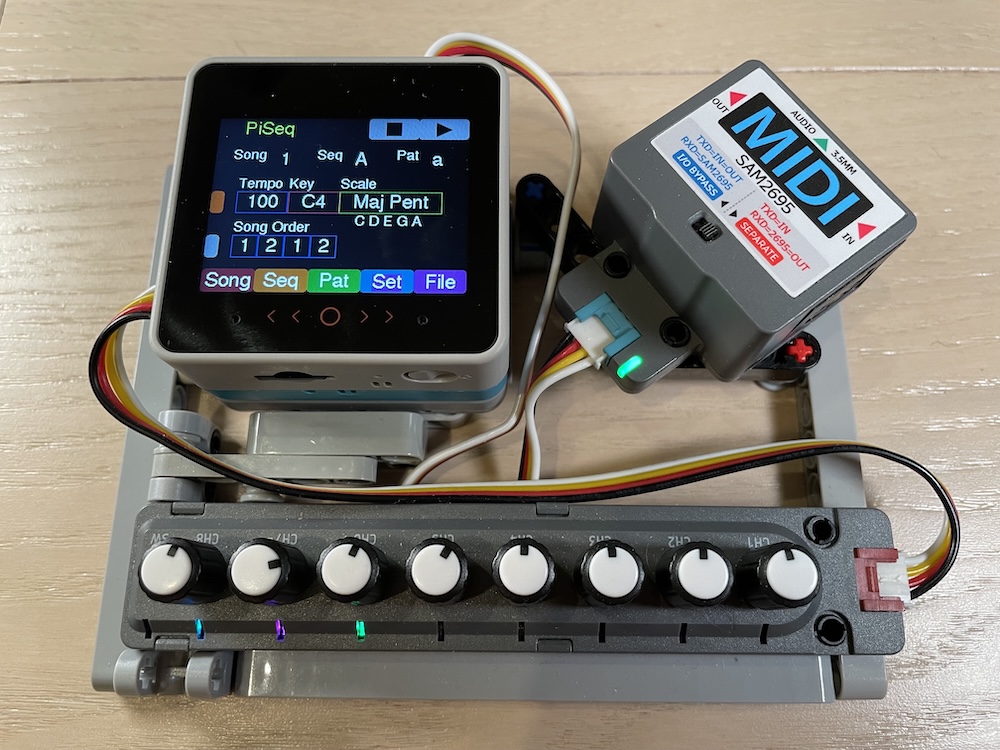 PiSeq
Song 1 Seq A Pat a
Tempo Key Scale
100 C4 Maj Pent
C D E G A
Song Order
1 2 1 2
Song Seq Pat Set File
OUT
AUDIO 3.5MM
MIDI
SAM2695
IN
TXD=IN=OUT
RXD=SAM2695
I/O BYPASS
TXD=IN
RXD=2695=OUT
SEPARATE
SW CH8 CH7 CH6 CH5 CH4 CH3 CH2 CH1